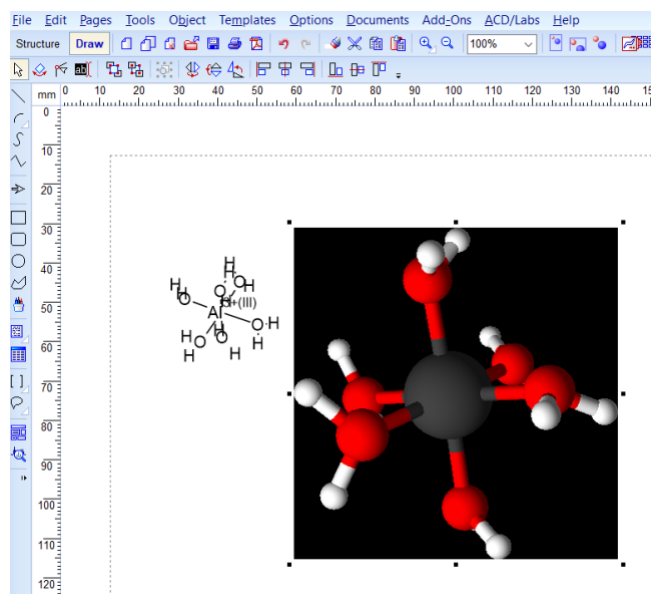 File Edit Pages Tools Object Templates Options Documents Add-Ons ACD/Labs Help
Structure Draw 100%
mm 0 10 20 30 40 50 60 70 80 90 100 110 120 130 140 150
0
10
20
30
40
50
60
70
80
90
100
110
120
H
H
H O H
H O
H O Al (III)
O H
H O H O H
H H